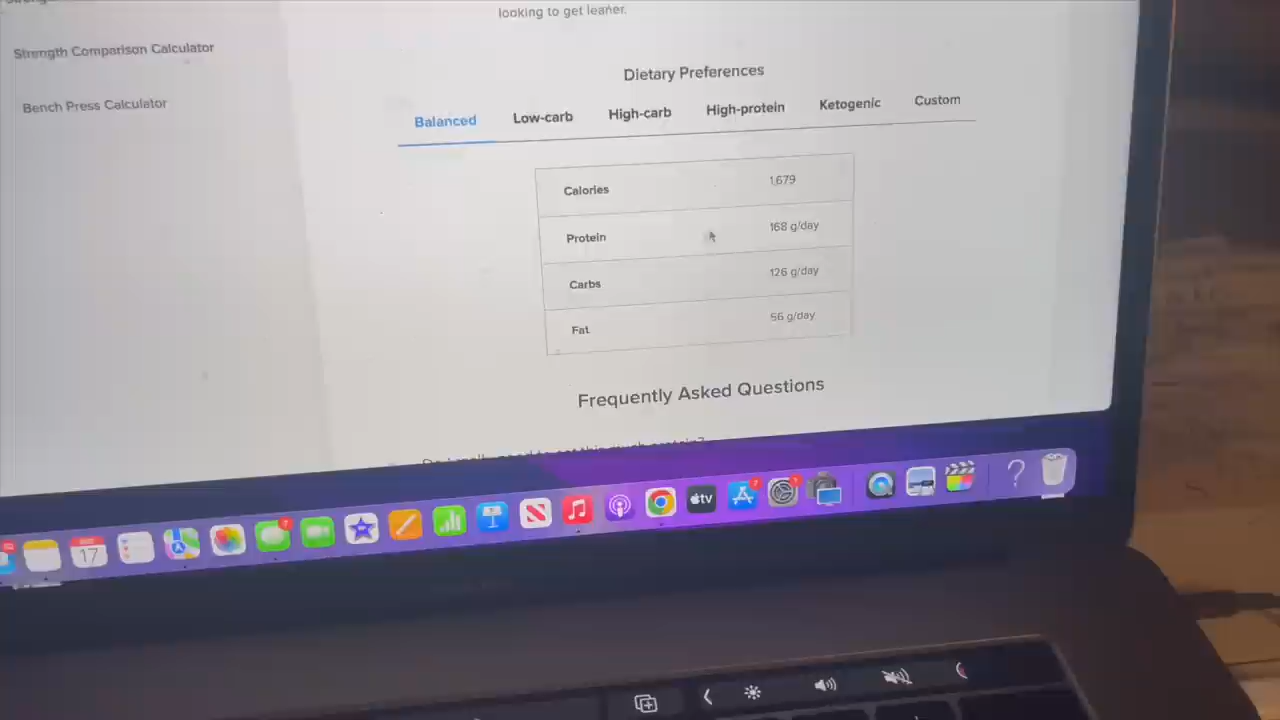 looking to get leaner.
Strength Comparison Calculator
Bench Press Calculator
Dietary Preferences
Balanced Low-carb High-carb High-protein Ketogenic Custom
Calories 1,679
Protein 168 g/day
Carbs 126 g/day
Fat 56 g/day
Frequently Asked Questions
17
tv